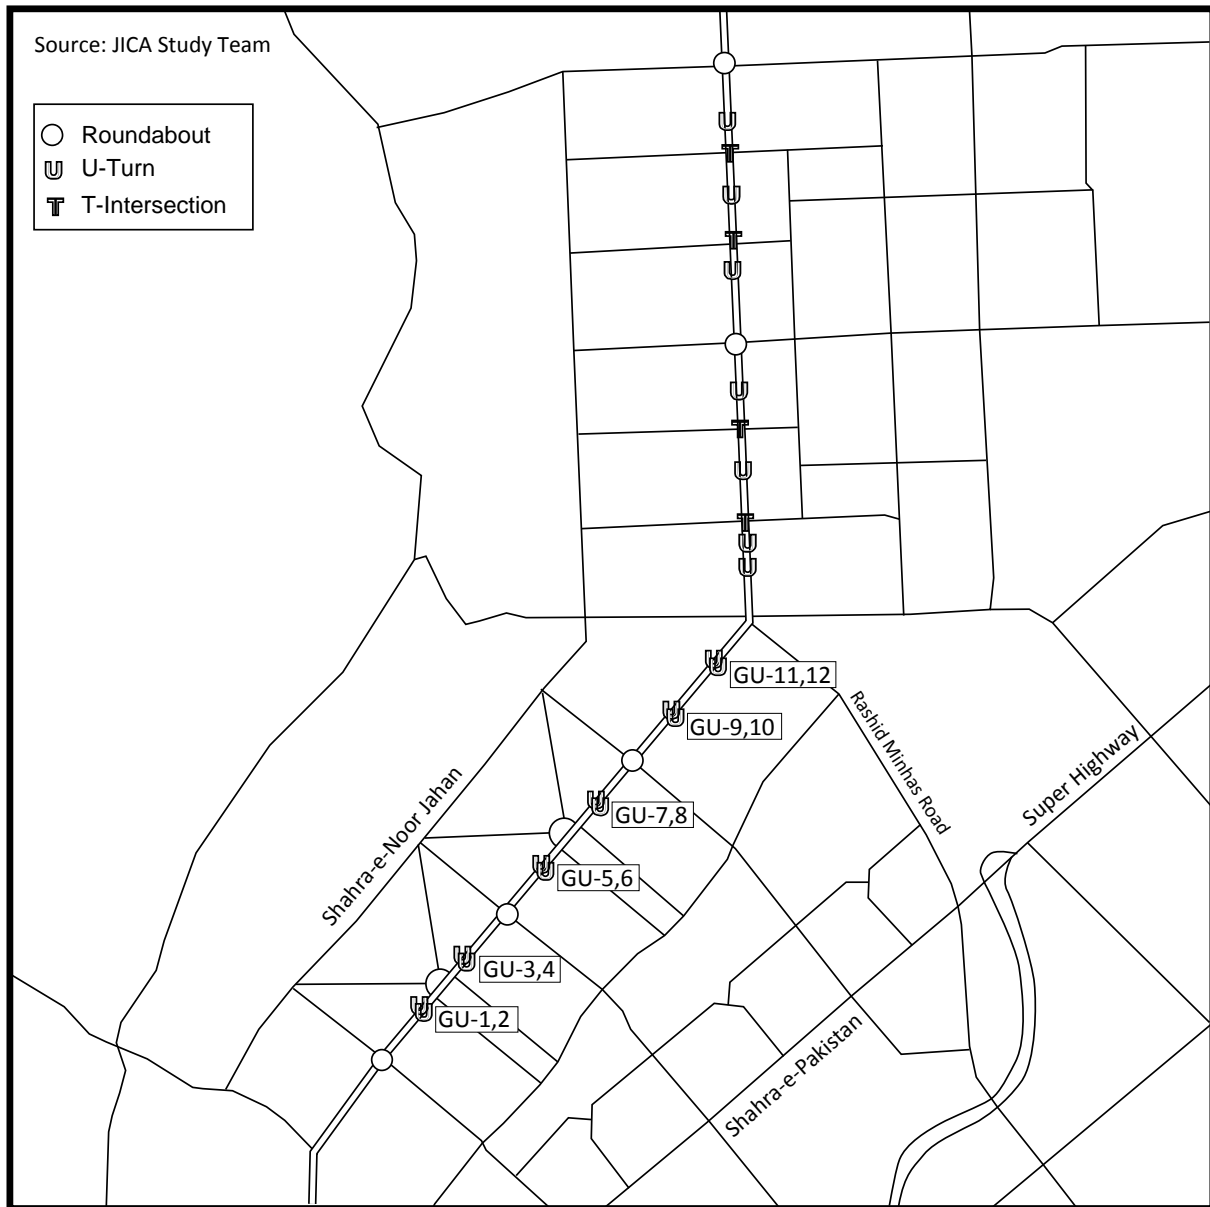 Source: JICA Study Team
Roundabout
U-Turn
T-Intersection
GU-11,12
GU-9,10
Rashid Minhas Road
Super Highway
Shahra-e-Noor Jahan
GU-7,8
GU-5,6
GU-3,4
GU-1,2
Shahra-e-Pakistan